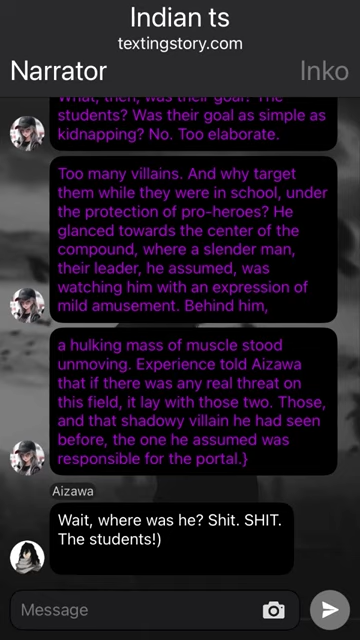 Indian ts
textingstory.com
Narrator
Inko
What, then, was their goal? The
students? Was their goal as simple as
kidnapping? No. Too elaborate.
Too many villains. And why target
them while they were in school, under
the protection of pro-heroes? He
glanced towards the center of the
compound, where a slender man,
their leader, he assumed, was
watching him with an expression of
mild amusement. Behind him,
a hulking mass of muscle stood
unmoving. Experience told Aizawa
that if there was any real threat on
this field, it lay with those two. Those,
and that shadowy villain he had seen
before, the one he assumed was
responsible for the portal.}
Aizawa
Wait, where was he? Shit. SHIT.
The students!)
Message